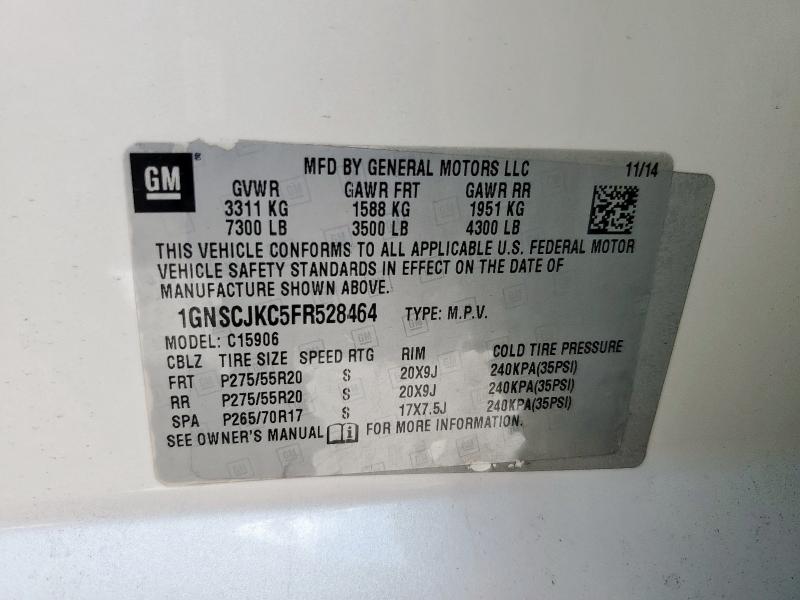 GM
MFD BY GENERAL MOTORS LLC 11/14
GVWR GAWR FRT GAWR RR
3311 KG 1588 KG 1951 KG
7300 LB 3500 LB 4300 LB
THIS VEHICLE CONFORMS TO ALL APPLICABLE U.S. FEDERAL MOTOR
VEHICLE SAFETY STANDARDS IN EFFECT ON THE DATE OF
MANUFACTURE SHOWN ABOVE.
1GNSCJKC5FR528464 TYPE: M.P.V.
MODEL: C15906
CBLZ TIRE SIZE SPEED RTG RIM COLD TIRE PRESSURE
FRT P275/55R20 S 20X9J 240KPA(35PSI)
RR P275/55R20 S 20X9J 240KPA(35PSI)
SPA P265/70R17 S 17X7.5J 240KPA(35PSI)
SEE OWNER'S MANUAL FOR MORE INFORMATION.